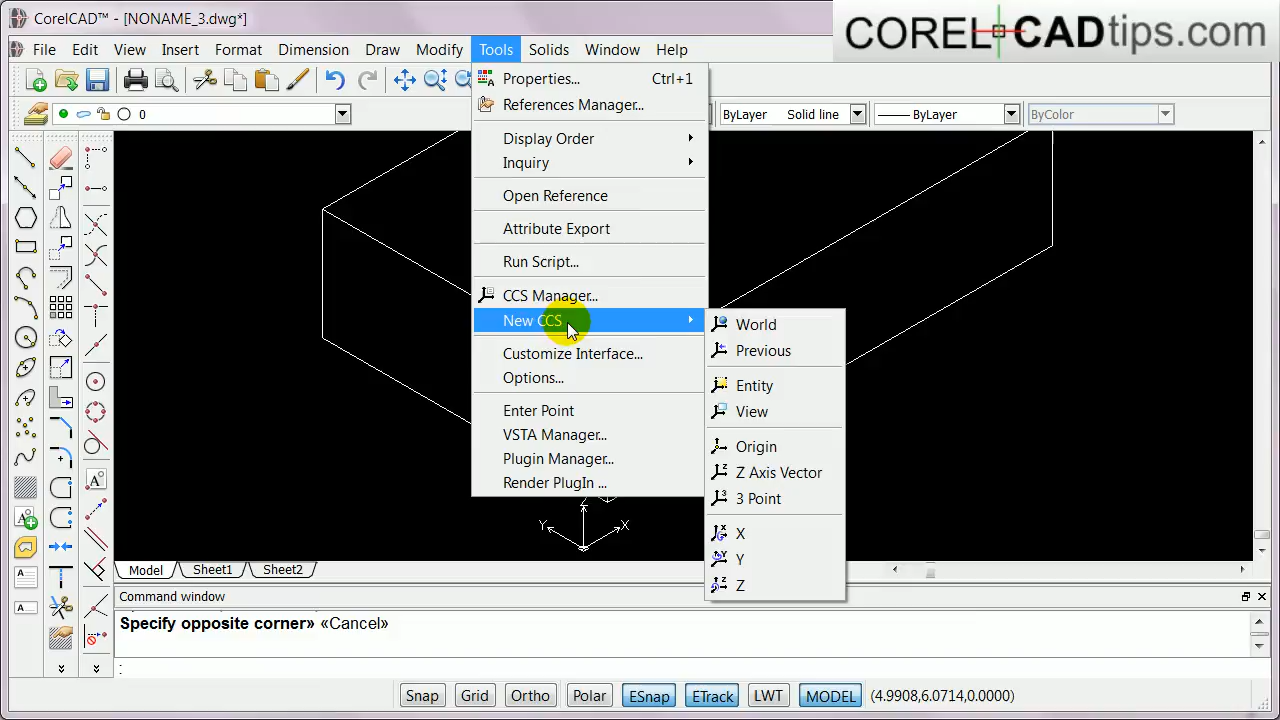 CorelCAD™ - [NONAME_3.dwg*]
COREL CADtips.com
File Edit View Insert Format Dimension Draw Modify Tools Solids Window Help
0
ByLayer Solid line
ByLayer
ByColor
Properties... Ctrl+1
References Manager...
Display Order
Inquiry
Open Reference
Attribute Export
Run Script...
CCS Manager...
New CCS
Customize Interface...
Options...
Enter Point
VSTA Manager...
Plugin Manager...
Render PlugIn ...
World
Previous
Entity
View
Origin
Z Axis Vector
3 Point
X
Y
Z
Z
Y X
Model Sheet1 Sheet2
Command window
Specify opposite corner» «Cancel»
:
Snap Grid Ortho Polar ESnap ETrack LWT MODEL (4.9908,6.0714,0.0000)